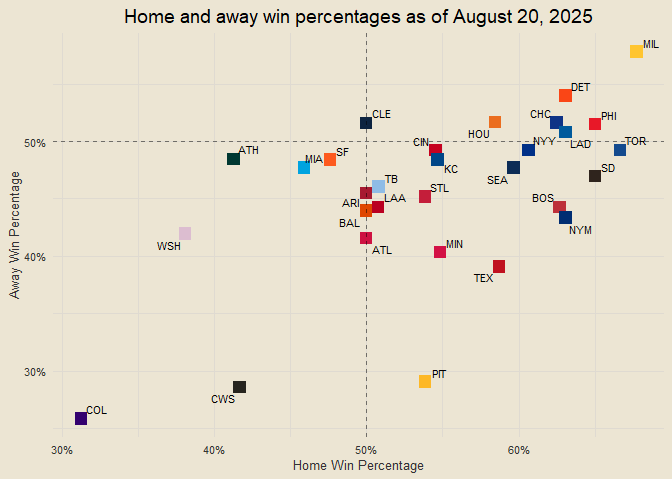 Home and away win percentages as of August 20, 2025
MIL
DET
CHC
PHI
CLE
HOU
LAD
50%
ATH
MIA
SF
CIN
KC
NYY
TOR
SEA
SD
TB
STL
ARI
LAA
BOS
BAL
NYM
WSH
ATL
MIN
40%
TEX
30%
PIT
CWS
COL
Away Win Percentage
30%
40%
50%
60%
Home Win Percentage